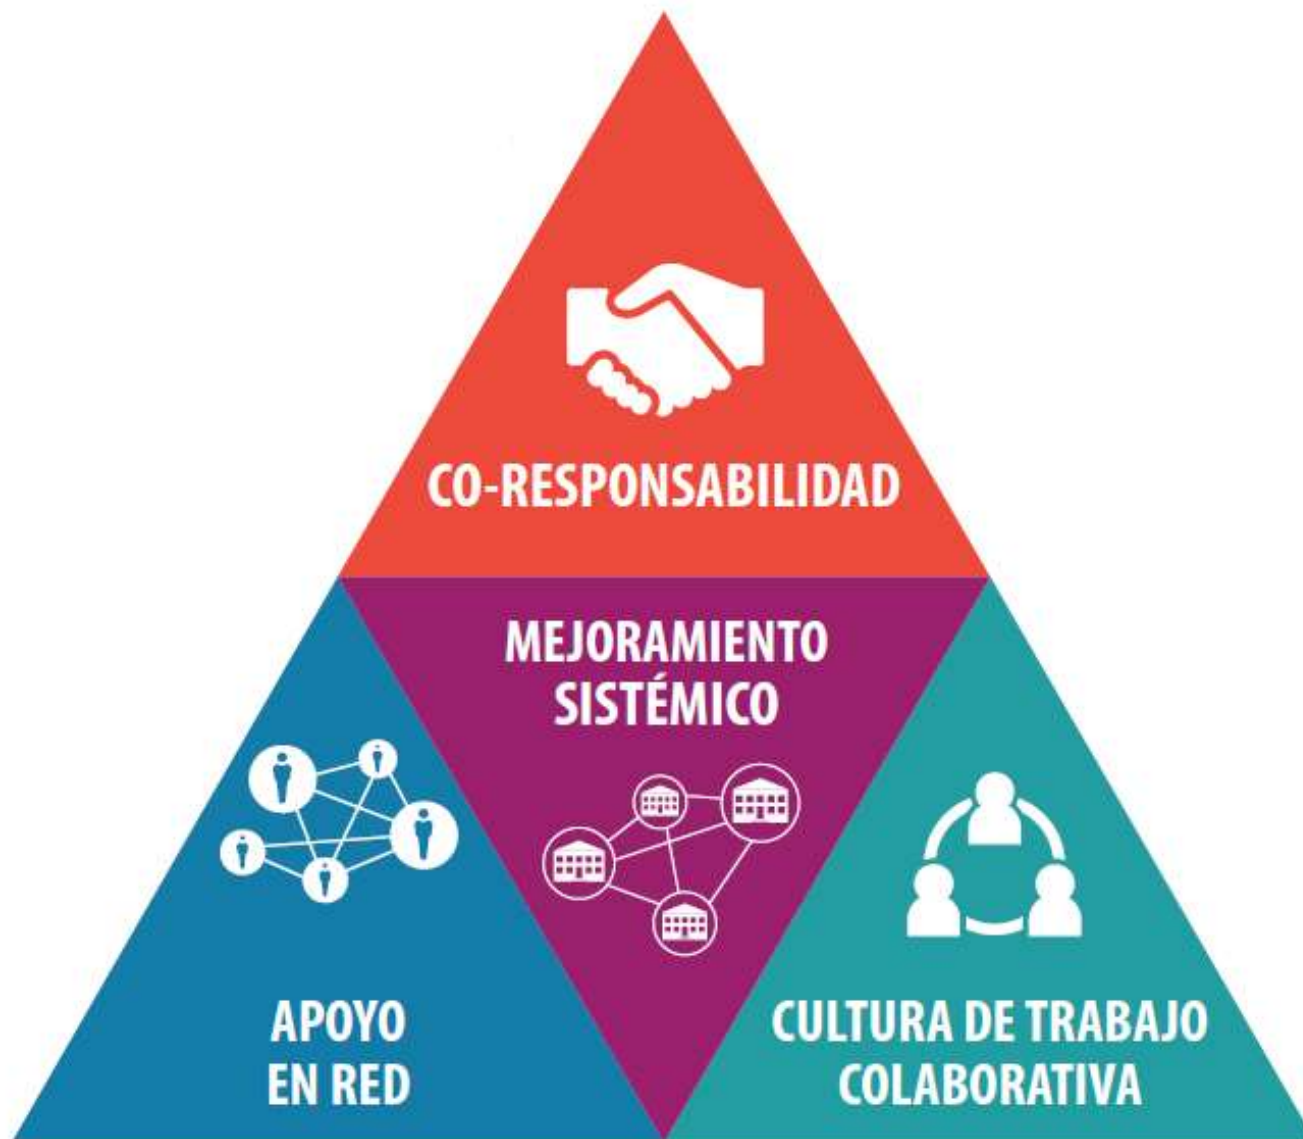 CO-RESPONSABILIDAD
MEJORAMIENTO
SISTÉMICO
APOYO
EN RED
CULTURA DE TRABAJO
COLABORATIVA